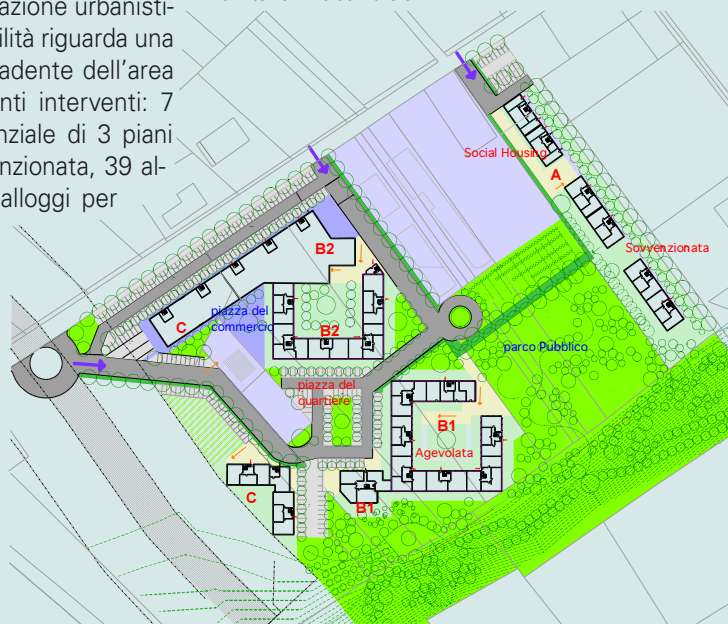 azione urbanisti-
ilità riguarda una
adente dell'area
nti interventi: 7
nziale di 3 piani
enzionata, 39 al-
alloggi per
Social Housing
A
Sovvenzionata
B2
piazza del
commercio
C
B2
parco Pubblico
piazza del
quartiere
B1
Agevolata
C
B1